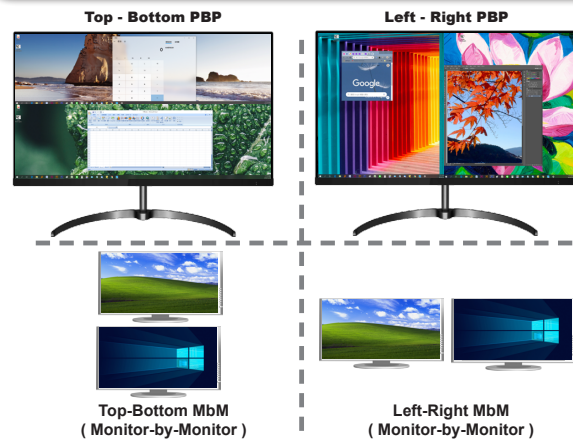 Top - Bottom PBP
Left - Right PBP
Google
Top-Bottom MbM
( Monitor-by-Monitor )
Left-Right MbM
( Monitor-by-Monitor )